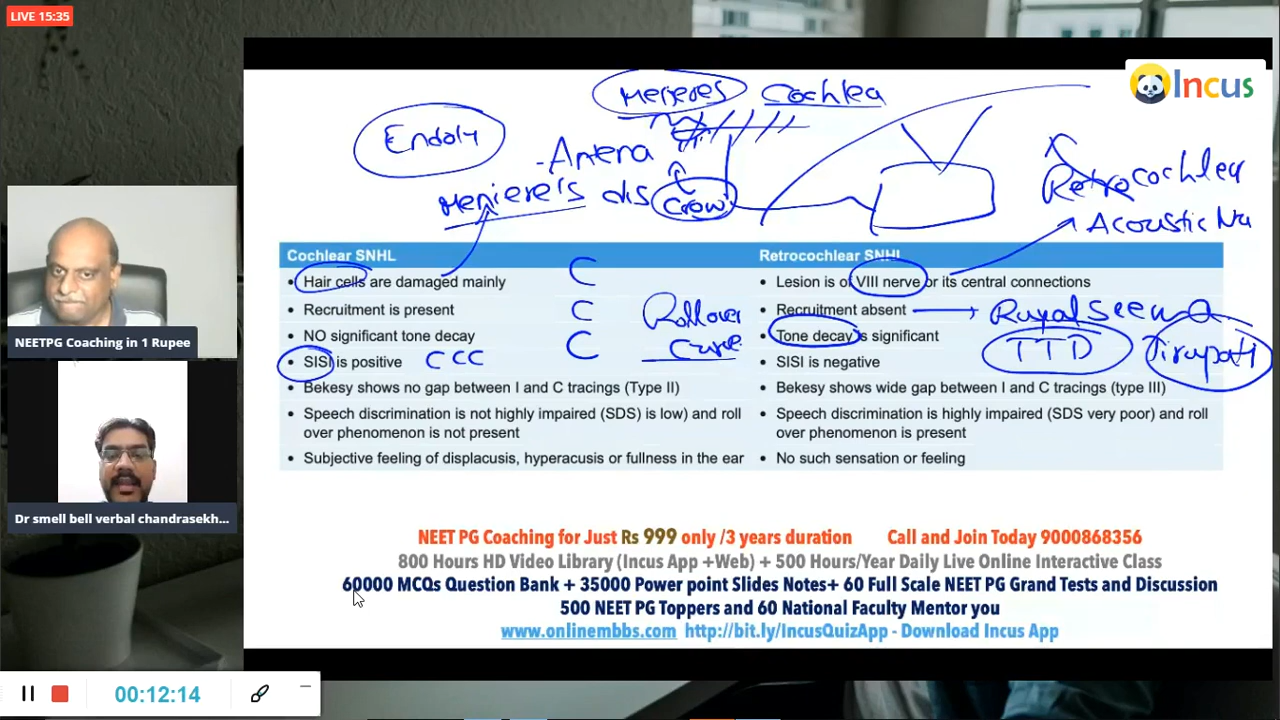 LIVE 15:35
Incus
Menieres Cochlea
Endoly
-Antena
Meniere's dis Crow
Retrocochlear
Acoustic Nu
Cochlear SNHL
• Hair cells are damaged mainly C
• Recruitment is present C
• NO significant tone decay C
• SISI is positive CCC
• Bekesy shows no gap between I and C tracings (Type II)
• Speech discrimination is not highly impaired (SDS) is low) and roll
over phenomenon is not present
• Subjective feeling of displacusis, hyperacusis or fullness in the ear
Rollover
Curve
Retrocochlear SNHL
• Lesion is of VIII nerve or its central connections
• Recruitment absent Rayalseema
• Tone decay is significant TTD Tirupati
• SISI is negative
• Bekesy shows wide gap between I and C tracings (type III)
• Speech discrimination is highly impaired (SDS very poor) and roll
over phenomenon is present
• No such sensation or feeling
NEETPG Coaching in 1 Rupee
Dr smell bell verbal chandrasekh...
NEET PG Coaching for Just Rs 999 only /3 years duration Call and Join Today 9000868356
800 Hours HD Video Library (Incus App +Web) + 500 Hours/Year Daily Live Online Interactive Class
60000 MCQs Question Bank + 35000 Power point Slides Notes+ 60 Full Scale NEET PG Grand Tests and Discussion
500 NEET PG Toppers and 60 National Faculty Mentor you
www.onlinembbs.com http://bit.ly/IncusQuizApp - Download Incus App
00:12:14